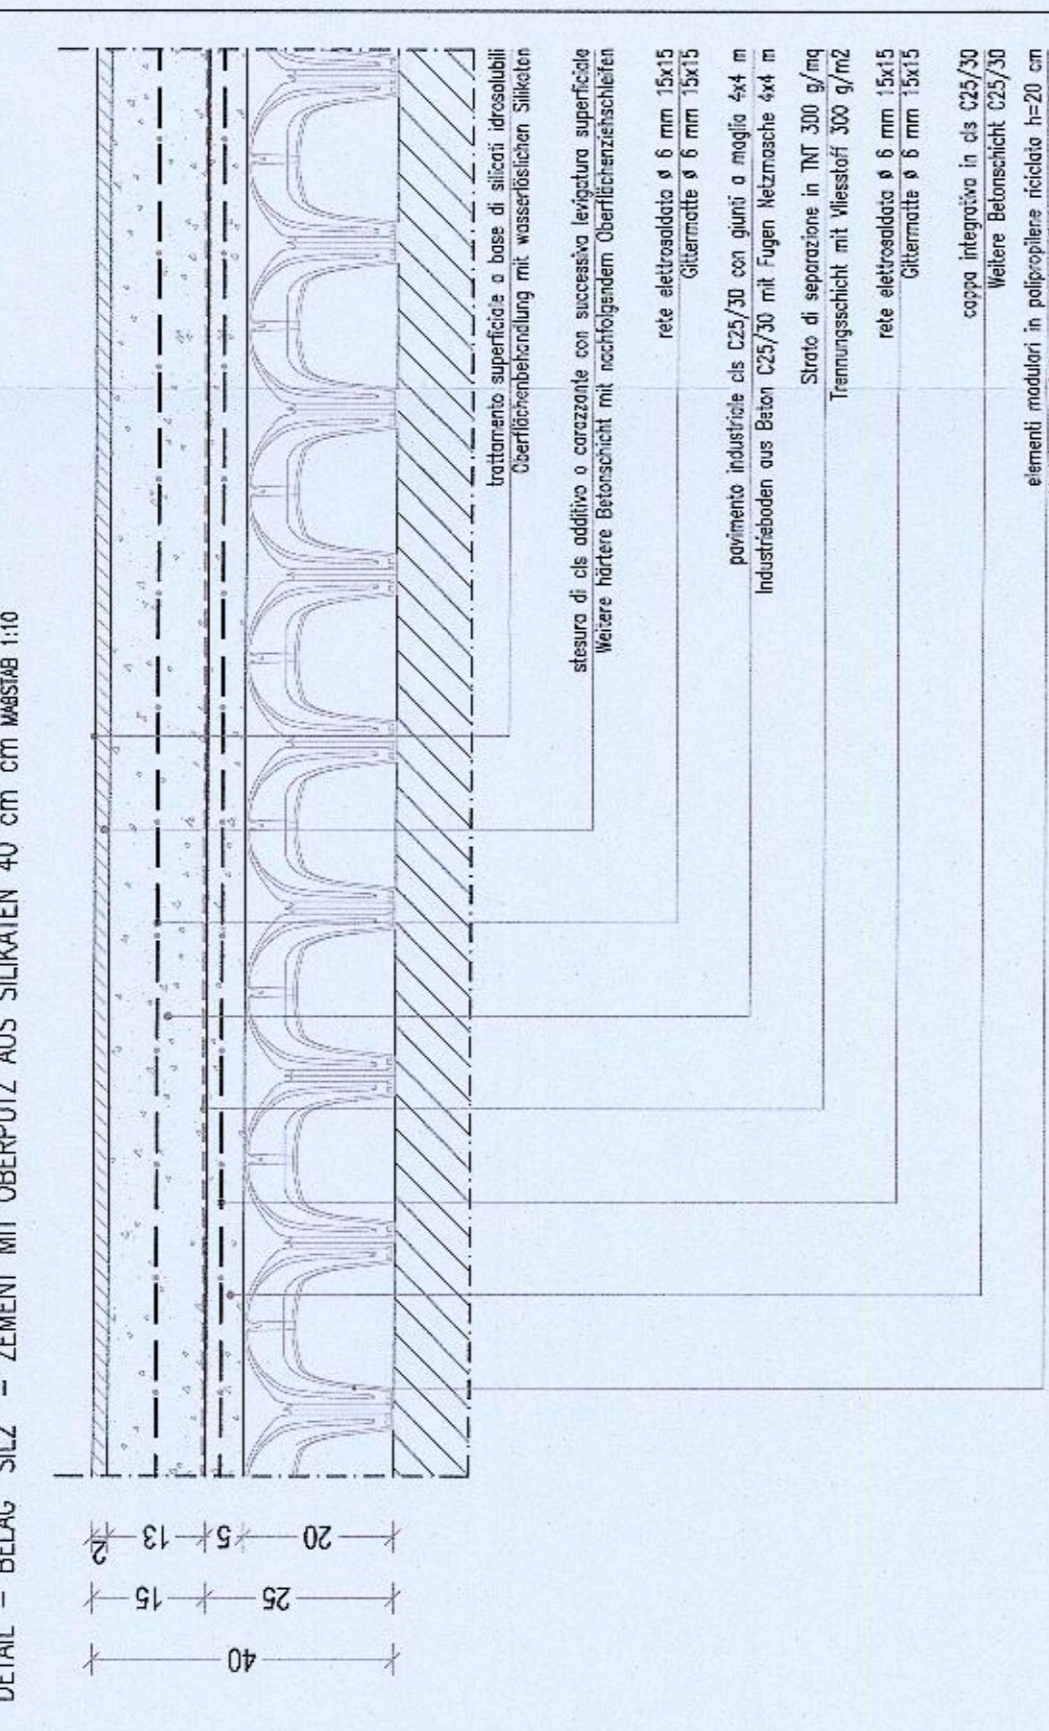 DETAIL - BELAG SILZ - ZEMENT MIT OBERPUTZ AUS SILIKATEN 40 cm cm MAßSTAB 1:10
trattamento superficiale a base di silicati idrosolubili
Oberflächenbehandlung mit wasserlöslichen Silikaten
stesura di cls additivo o corazzante con successiva levigatura superficiale
Weitere härtere Betonschicht mit nachfolgendem Oberflächenziehschleifen
rete elettrosaldata ø 6 mm 15x15
Gittermatte ø 6 mm 15x15
pavimento industriale cls C25/30 con giunti a maglia 4x4 m
Industrieboden aus Beton C25/30 mit Fugen Netzmasche 4x4 m
Strato di separazione in TNT 300 g/mq
Trennungsschicht mit Vliesstoff 300 g/m2
rete elettrosaldata ø 6 mm 15x15
Gittermatte ø 6 mm 15x15
cappa integrativa in cls C25/30
Weitere Betonschicht C25/30
elementi modulari in polipropilene riciclato h=20 cm
2
13
5
20
15
25
40